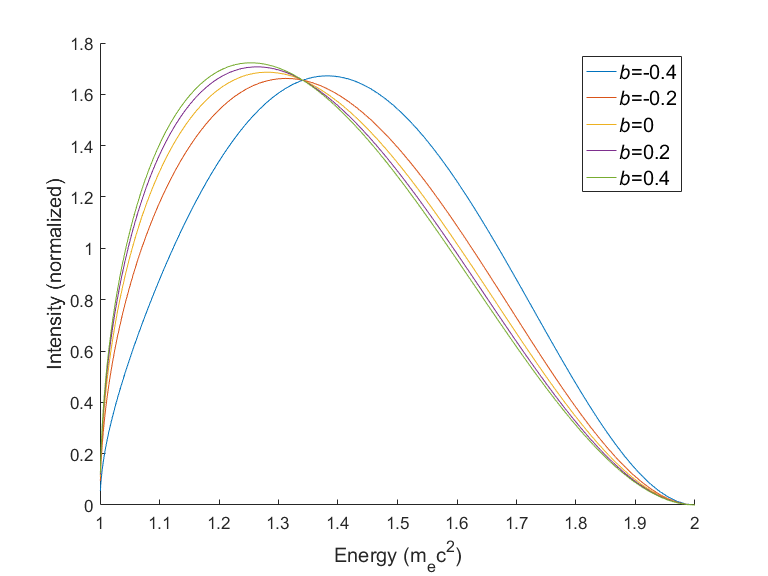 1.8
1.6
1.4
1.2
1
0.8
0.6
0.4
0.2
0
Intensity (normalized)
b=-0.4
b=-0.2
b=0
b=0.2
b=0.4
1 1.1 1.2 1.3 1.4 1.5 1.6 1.7 1.8 1.9 2
Energy (mₑc²)